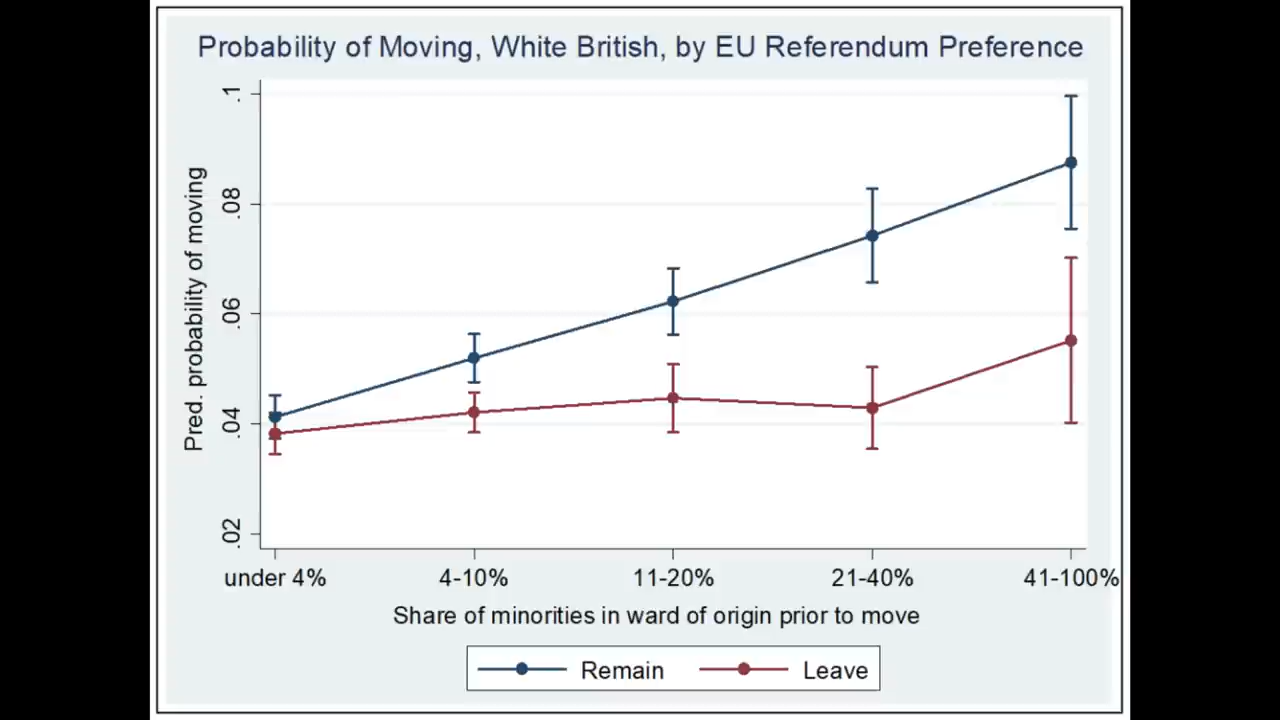 Probability of Moving, White British, by EU Referendum Preference
Pred. probability of moving
.1
.08
.06
.04
.02
under 4% 4-10% 11-20% 21-40% 41-100%
Share of minorities in ward of origin prior to move
Remain Leave